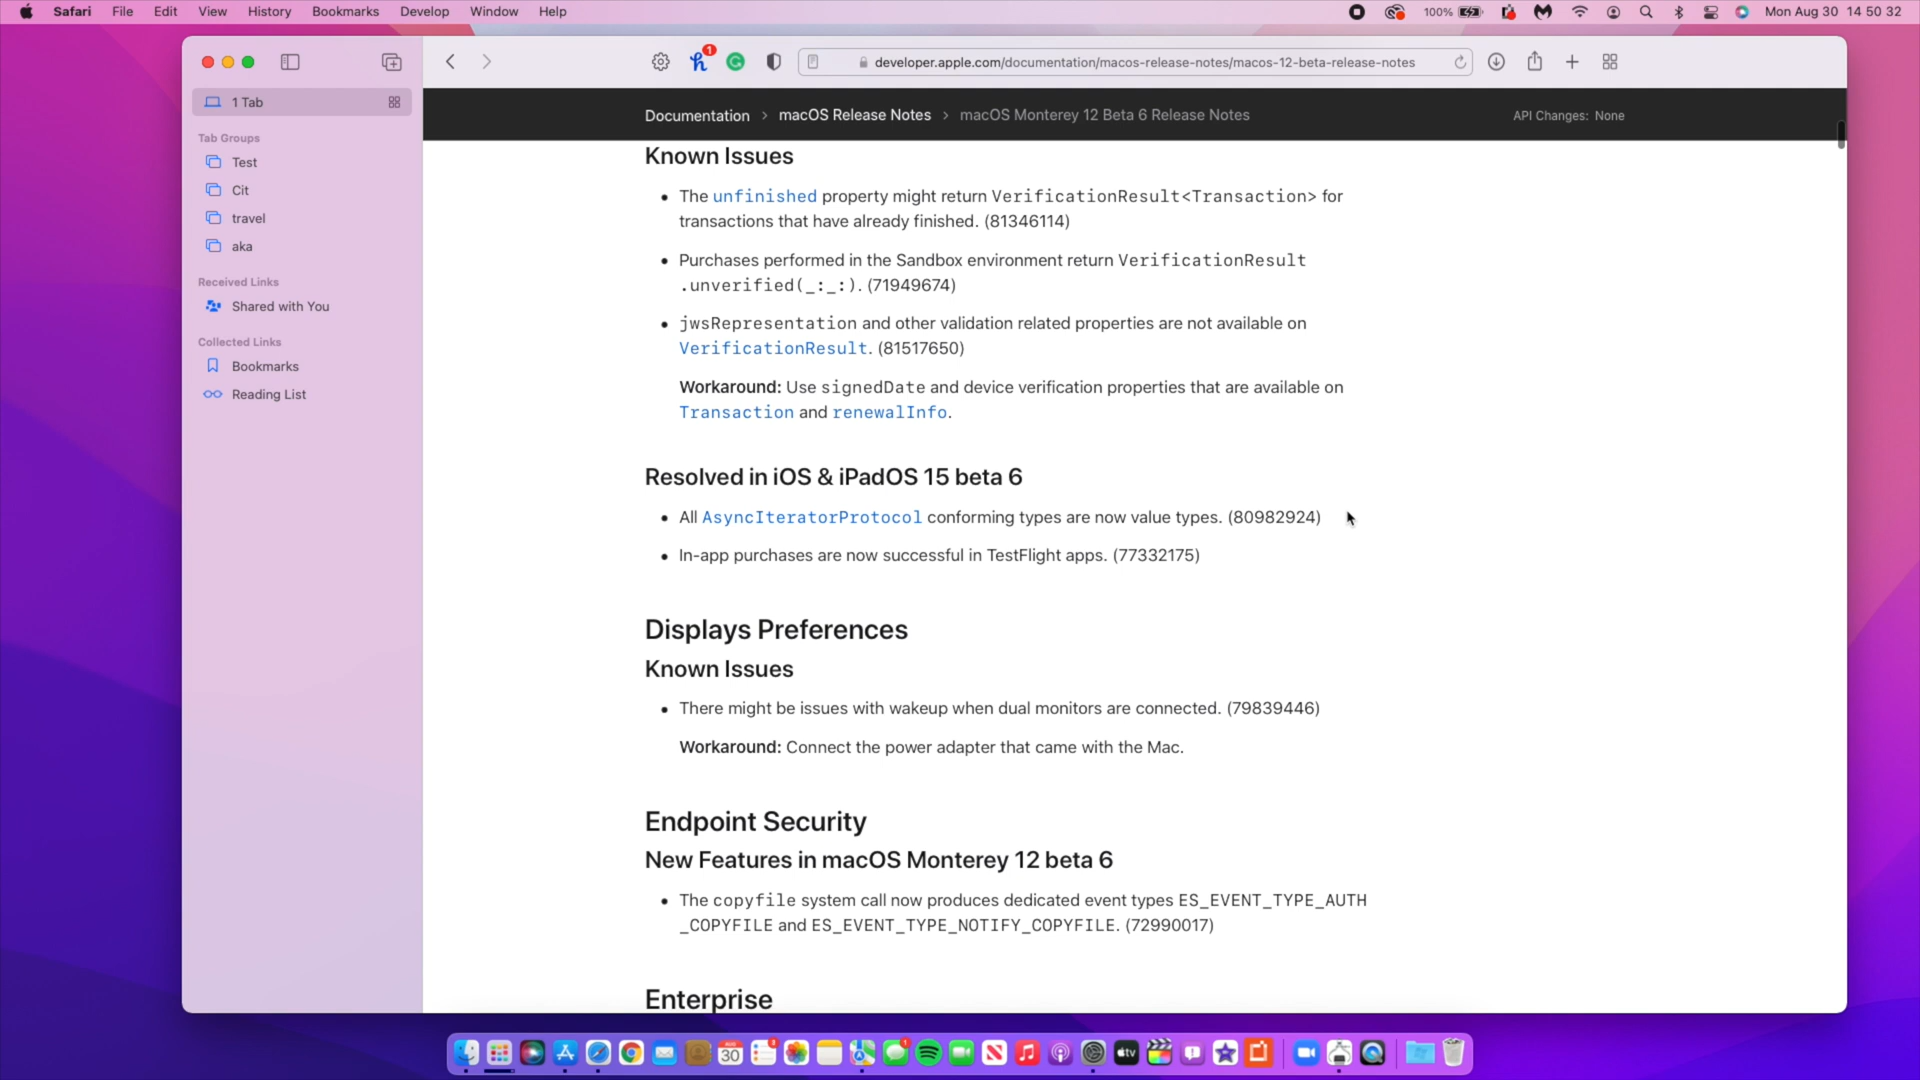 Safari File Edit View History Bookmarks Develop Window Help
100% Mon Aug 30 14 50 32
1
developer.apple.com/documentation/macos-release-notes/macos-12-beta-release-notes
1 Tab
Tab Groups
Test
Cit
travel
aka
Received Links
Shared with You
Collected Links
Bookmarks
Reading List
Documentation > macOS Release Notes > macOS Monterey 12 Beta 6 Release Notes
API Changes: None
Known Issues
• The unfinished property might return VerificationResult<Transaction> for
transactions that have already finished. (81346114)
• Purchases performed in the Sandbox environment return VerificationResult
.unverified(_:_:). (71949674)
• jwsRepresentation and other validation related properties are not available on
VerificationResult. (81517650)
Workaround: Use signedDate and device verification properties that are available on
Transaction and renewalInfo.
Resolved in iOS & iPadOS 15 beta 6
• All AsyncIteratorProtocol conforming types are now value types. (80982924)
• In-app purchases are now successful in TestFlight apps. (77332175)
Displays Preferences
Known Issues
• There might be issues with wakeup when dual monitors are connected. (79839446)
Workaround: Connect the power adapter that came with the Mac.
Endpoint Security
New Features in macOS Monterey 12 beta 6
• The copyfile system call now produces dedicated event types ES_EVENT_TYPE_AUTH
_COPYFILE and ES_EVENT_TYPE_NOTIFY_COPYFILE. (72990017)
Enterprise
AUG
30
3
1
tv